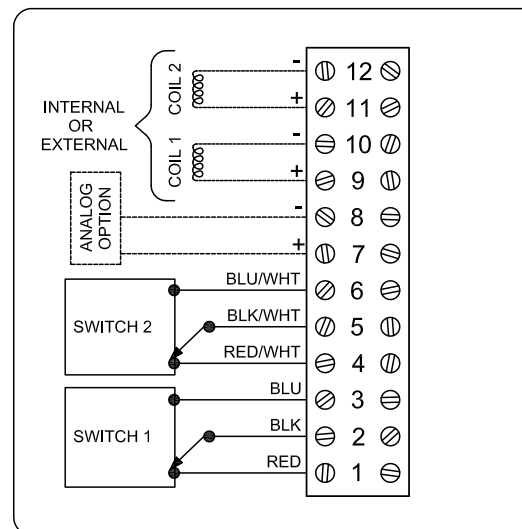 INTERNAL
OR
EXTERNAL
COIL 2
- 12
+ 11
COIL 1
- 10
+ 9
ANALOG
OPTION
- 8
+ 7
SWITCH 2
BLU/WHT 6
BLK/WHT 5
RED/WHT 4
SWITCH 1
BLU 3
BLK 2
RED 1